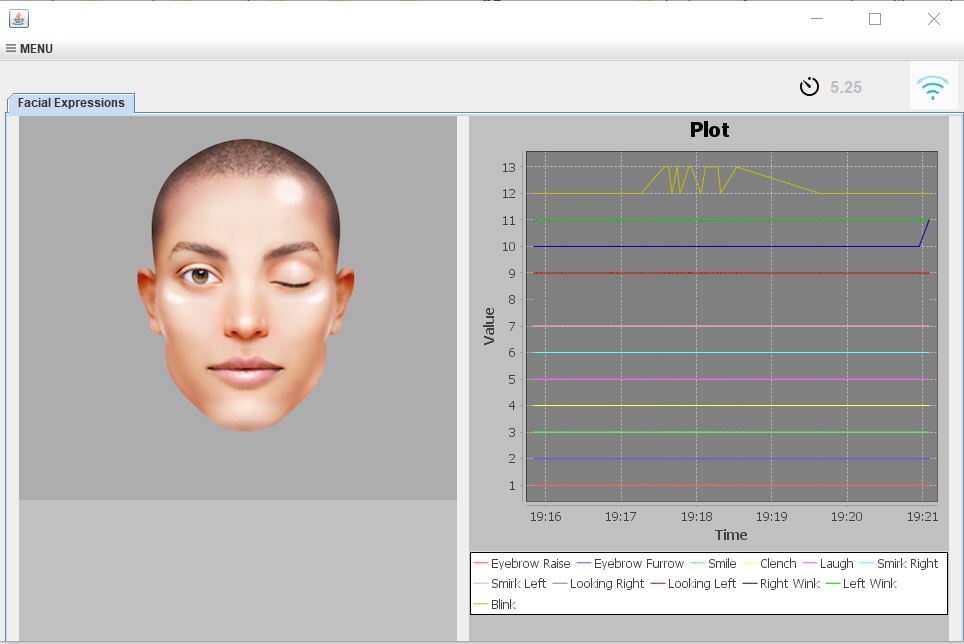 MENU
5.25
Facial Expressions
Plot
13
12
11
10
9
8
7
6
5
4
3
2
1
Value
19:16 19:17 19:18 19:19 19:20 19:21
Time
Eyebrow Raise Eyebrow Furrow Smile Clench Laugh Smirk Right
Smirk Left Looking Right Looking Left Right Wink Left Wink
Blink